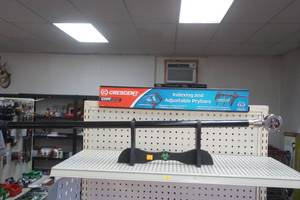 CRESCENT
Indexing and
Adjustable Prybars